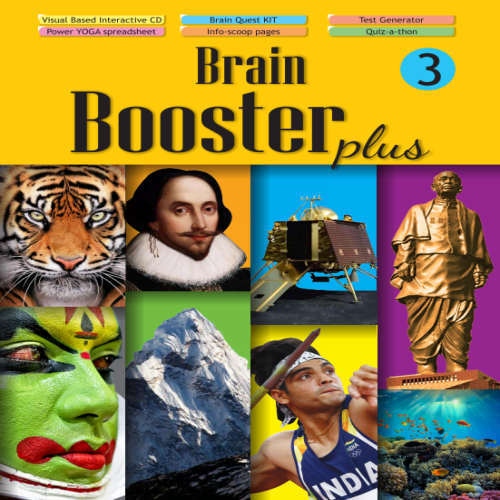 Visual Based Interactive CD
Brain Quest KIT
Test Generator
Power YOGA spreadsheet
Info-scoop pages
Quiz-a-thon
Brain
3
Booster
plus
INDIA
INDIA